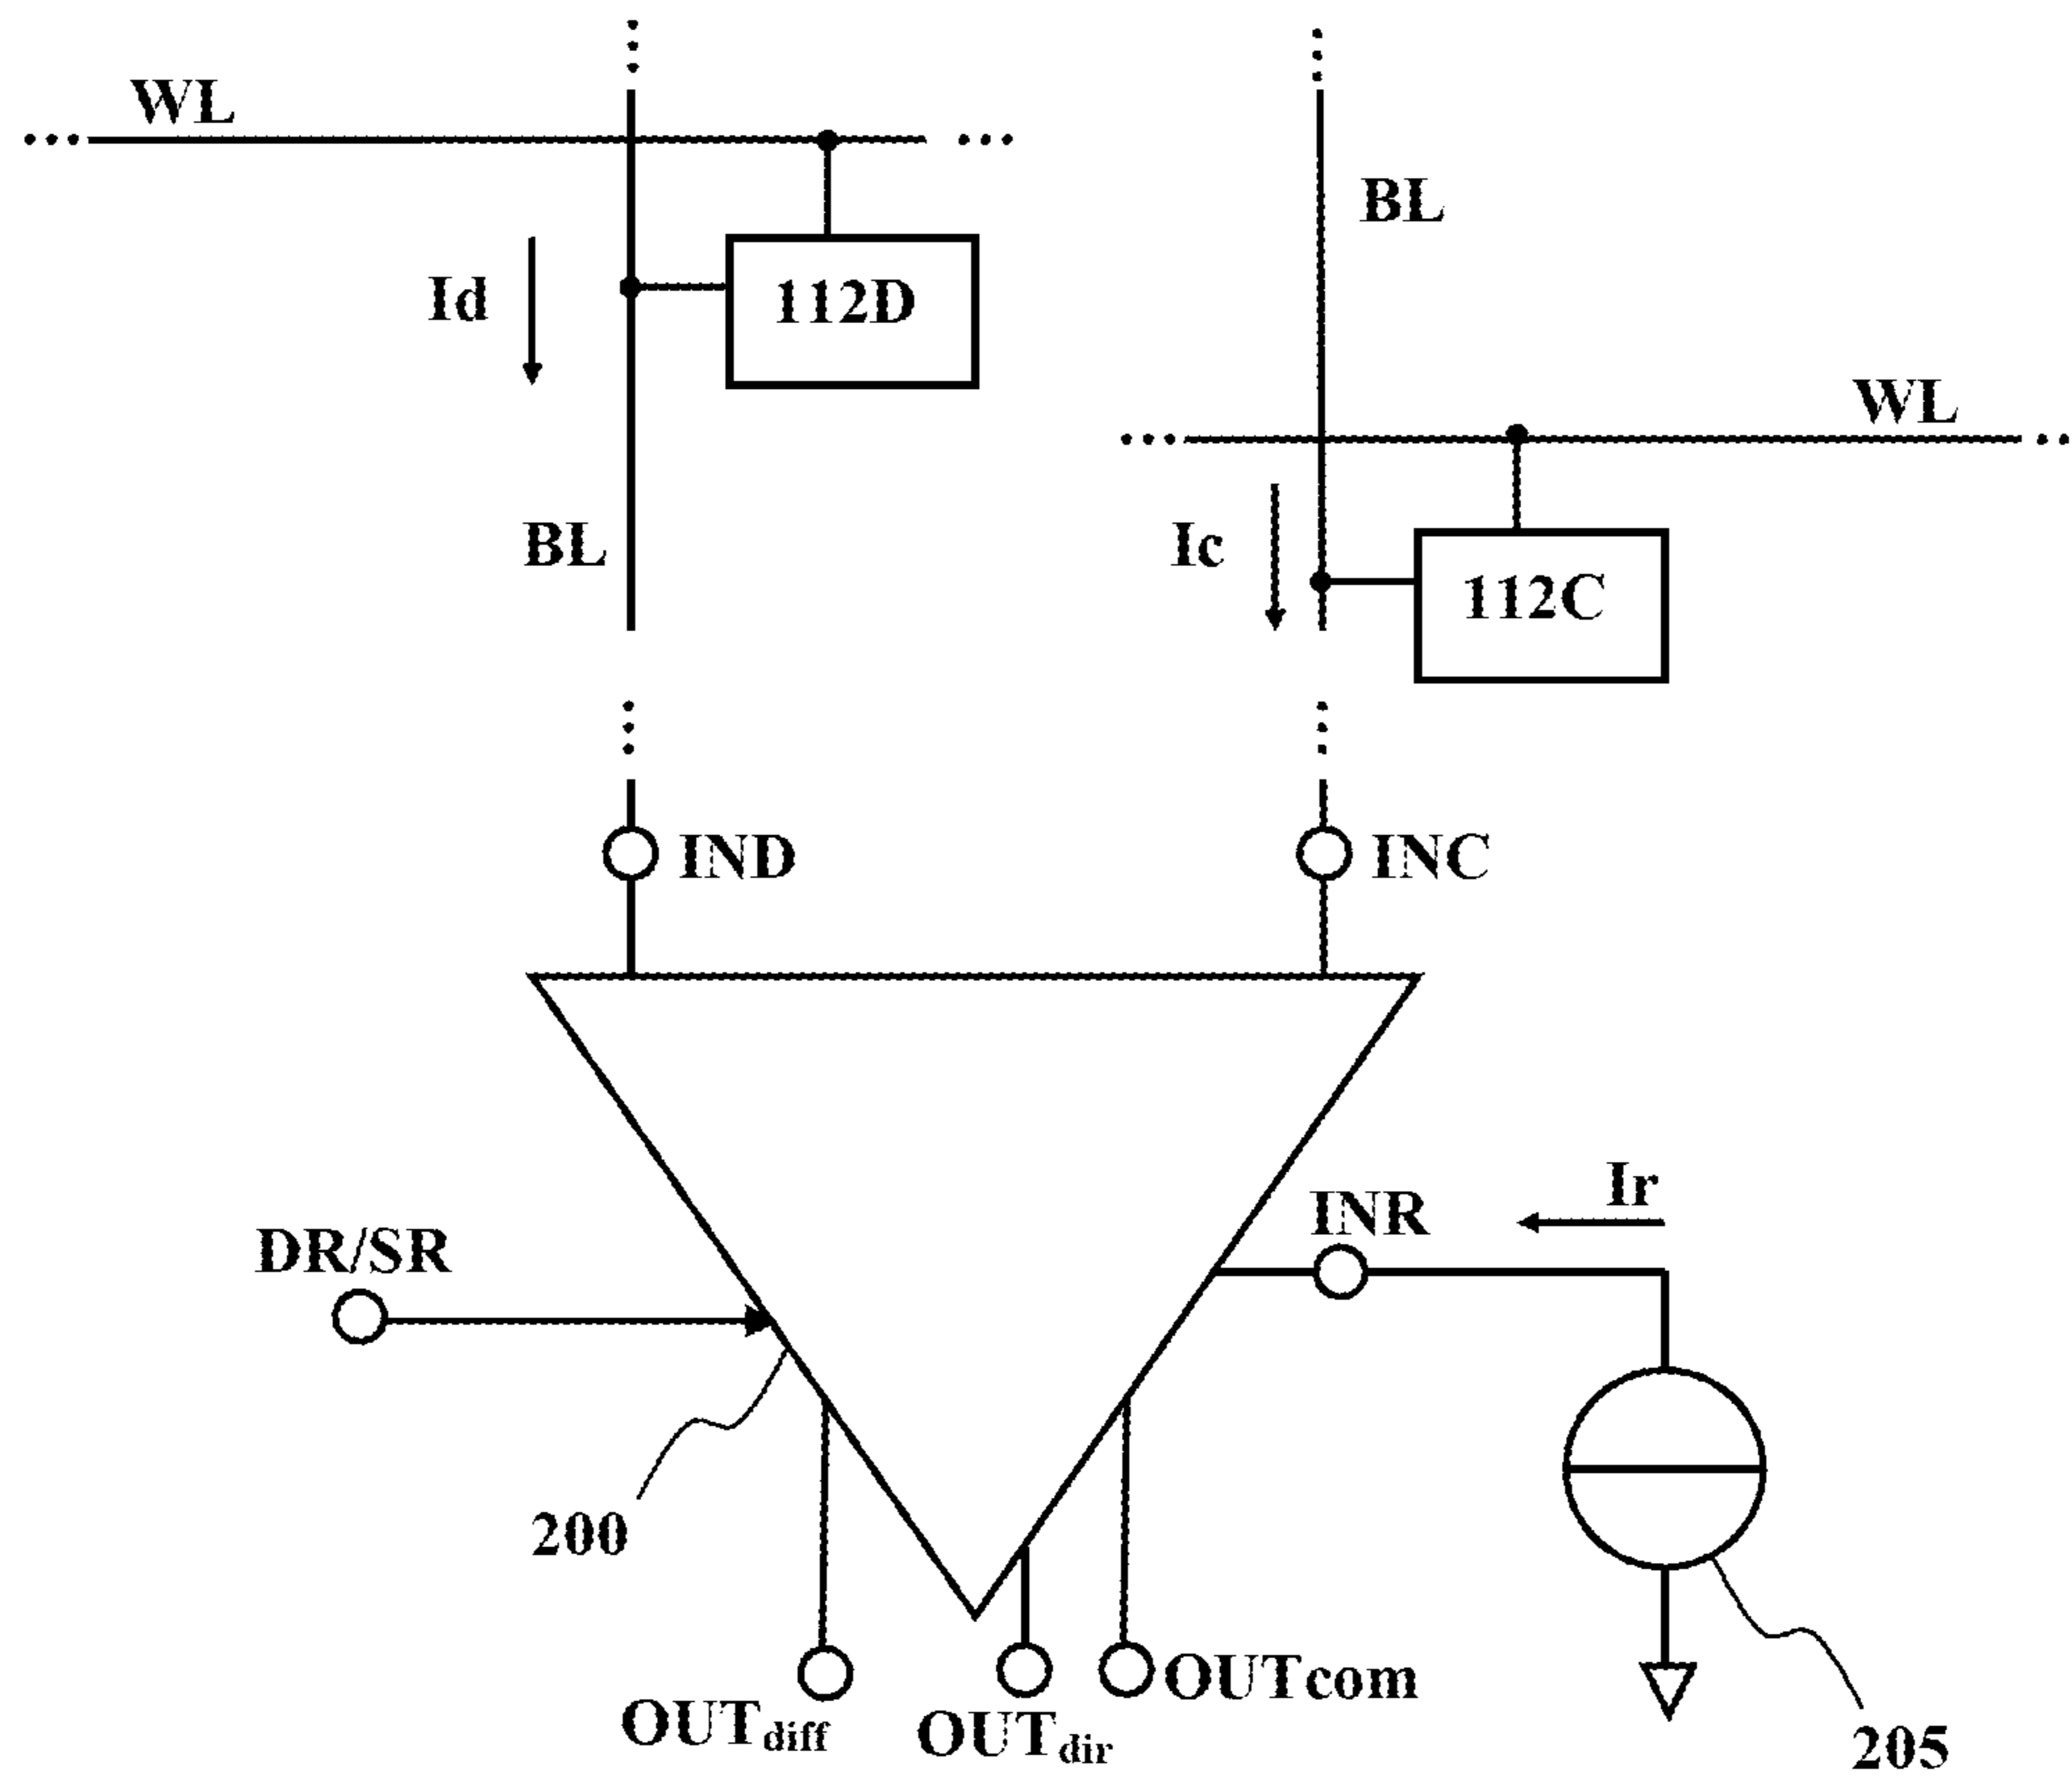 WL
BL
Id
112D
WL
BL
Ic
112C
IND
INC
Ir
INR
DR/SR
200
OUTcom
OUTdiff
OUTdir
205